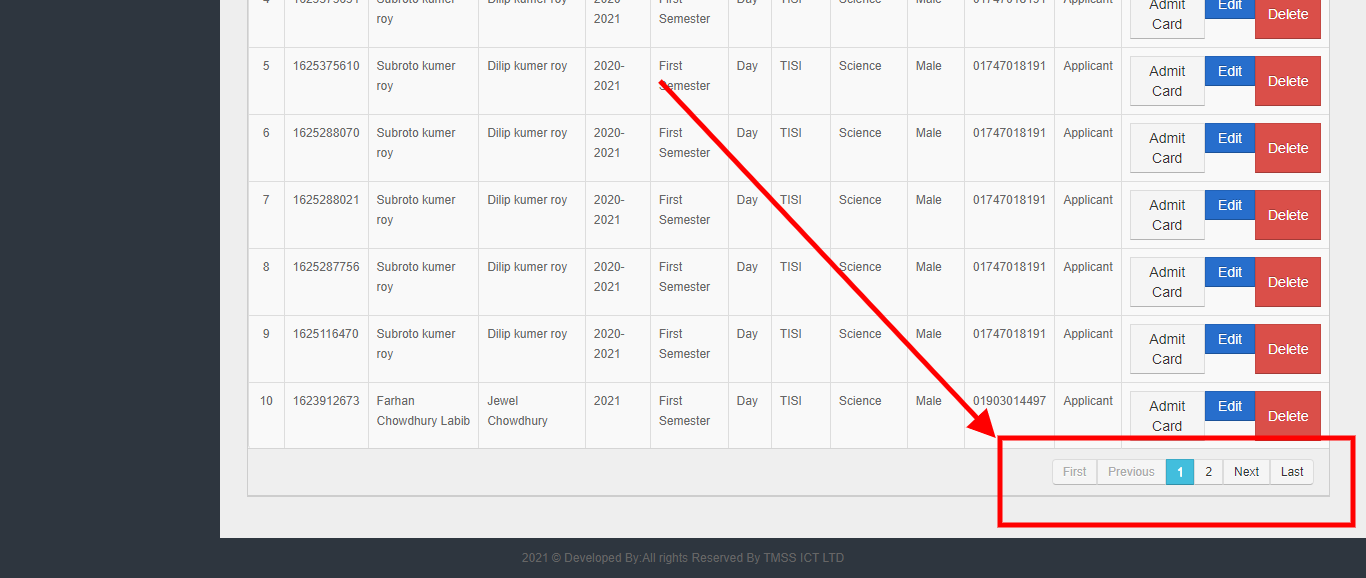 4 Subroto kumer Dilip kumer roy 2020- First Day TISI Science Male 01747018191 Applicant Admit Edit
roy 2021 Semester Card Delete
5 1625375610 Subroto kumer Dilip kumer roy 2020- First Day TISI Science Male 01747018191 Applicant Admit Edit
roy 2021 Semester Card Delete
6 1625288070 Subroto kumer Dilip kumer roy 2020- First Day TISI Science Male 01747018191 Applicant Admit Edit
roy 2021 Semester Card Delete
7 1625288021 Subroto kumer Dilip kumer roy 2020- First Day TISI Science Male 01747018191 Applicant Admit Edit
roy 2021 Semester Card Delete
8 1625287756 Subroto kumer Dilip kumer roy 2020- First Day TISI Science Male 01747018191 Applicant Admit Edit
roy 2021 Semester Card Delete
9 1625116470 Subroto kumer Dilip kumer roy 2020- First Day TISI Science Male 01747018191 Applicant Admit Edit
roy 2021 Semester Card Delete
10 1623912673 Farhan Jewel 2021 First Day TISI Science Male 01903014497 Applicant Admit Edit
Chowdhury Labib Chowdhury Semester Card Delete
First Previous 1 2 Next Last
2021 © Developed By:All rights Reserved By TMSS ICT LTD